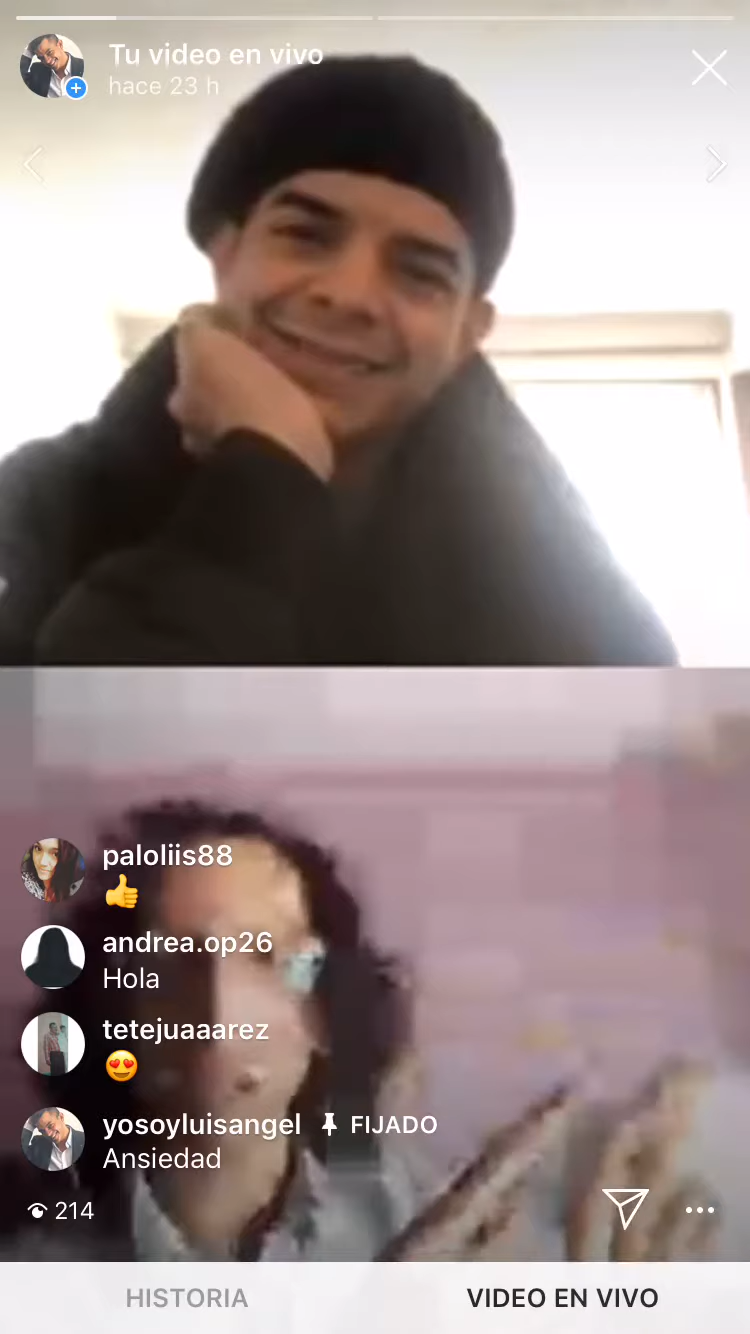 Tu video en vivo
hace 23 h
paloliis88
👍
andrea.op26
Hola
tetejuaaarez
😍
yosoyluisangel FIJADO
Ansiedad
214
HISTORIA
VIDEO EN VIVO